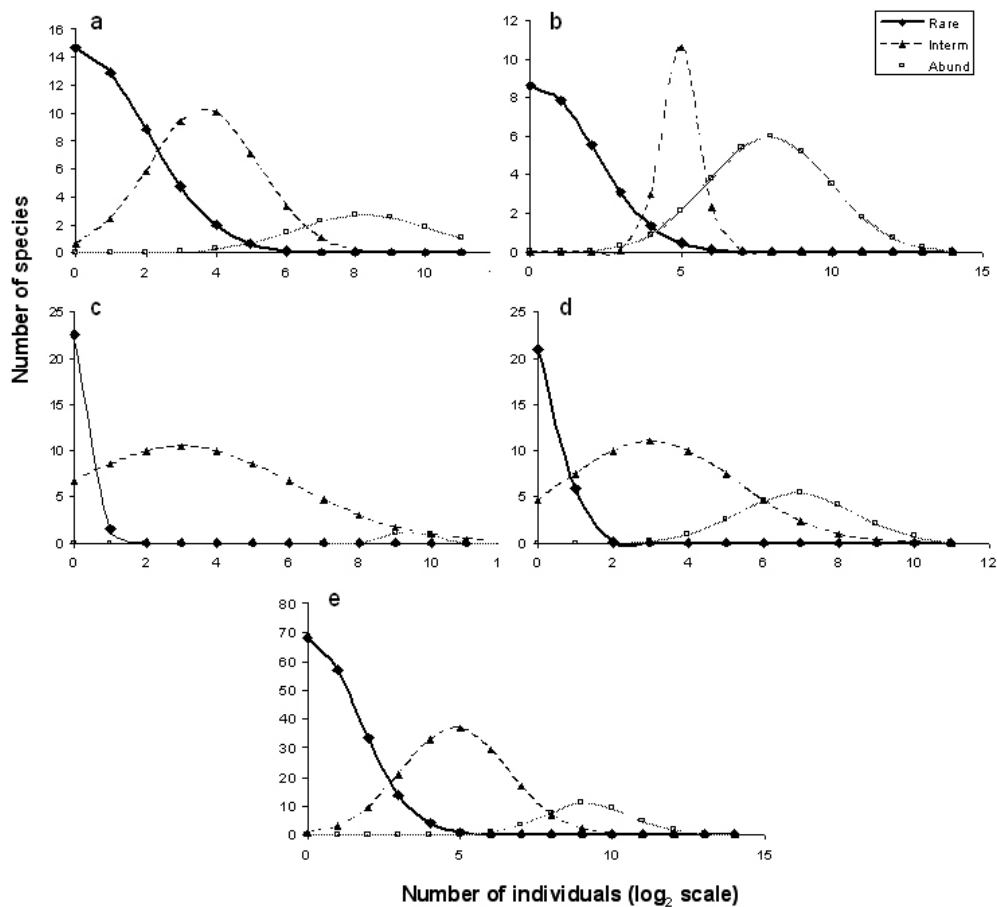 a
16
14
12
10
8
6
4
2
0
0 2 4 6 8 10
b
12
10
8
6
4
2
0
0 5 10 15
Rare
Interm
Abund
Number of species
c
25
20
15
10
5
0
0 2 4 6 8 10 1
d
25
20
15
10
5
0
0 2 4 6 8 10 12
e
80
70
60
50
40
30
20
10
0
0 5 10 15
Number of individuals (log₂ scale)